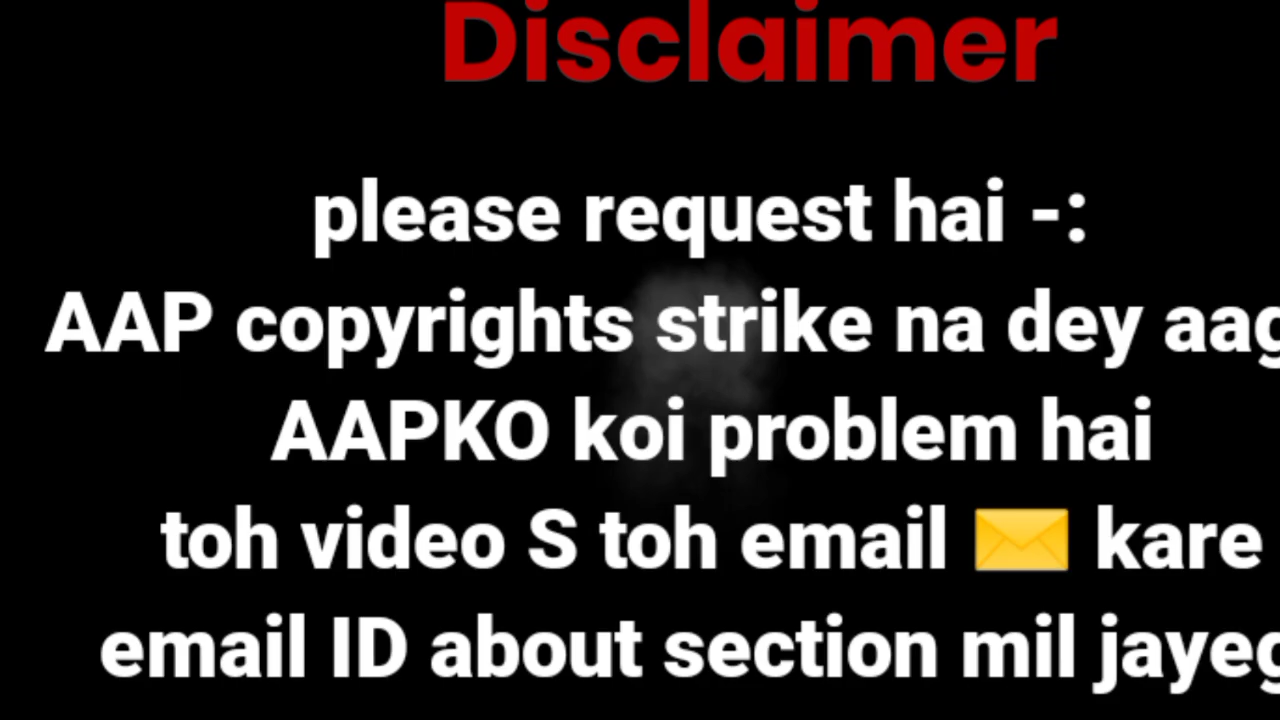 Disclaimer
please request hai -:
AAP copyrights strike na dey
AAPKO koi problem hai
toh video S toh email ✉️ kare
email ID about section mil